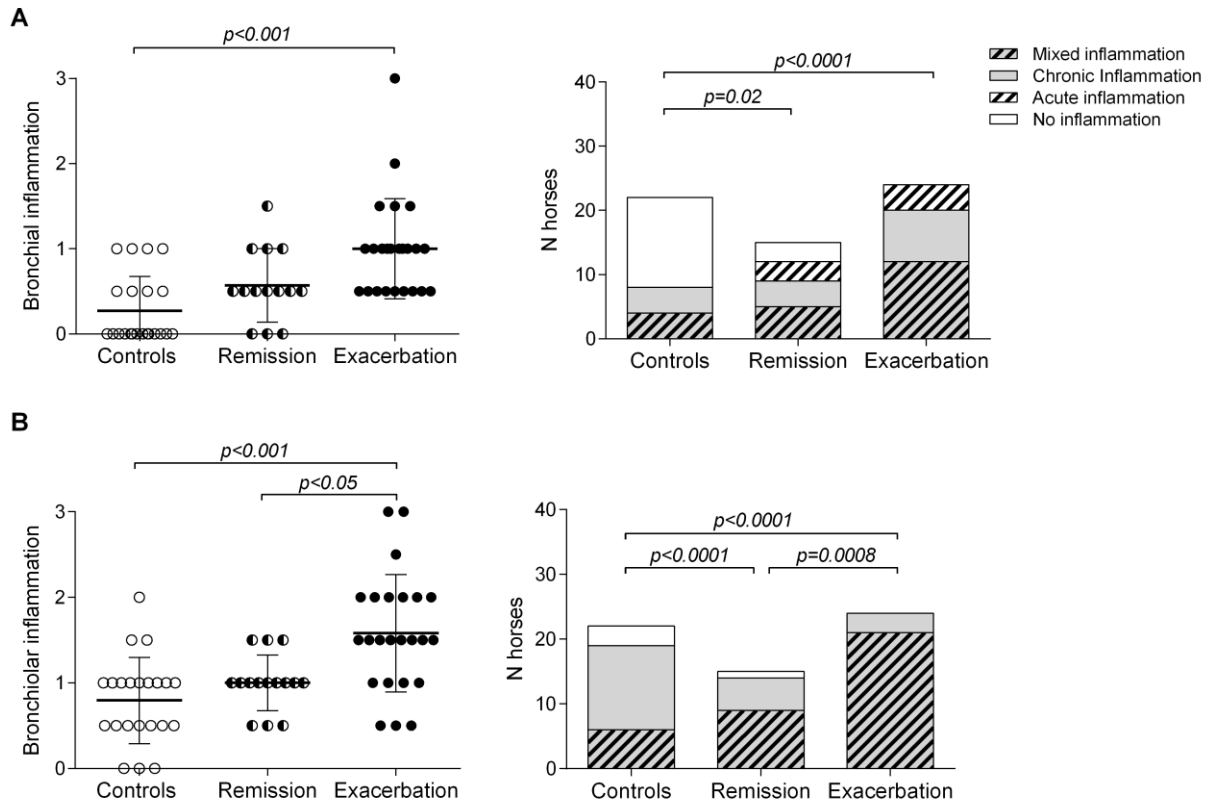 A
p<0.001
Bronchial inflammation
3
2
1
0
Controls Remission Exacerbation
p<0.0001
p=0.02
N horses
40
30
20
10
0
Controls Remission Exacerbation
Mixed inflammation
Chronic Inflammation
Acute inflammation
No inflammation
B
p<0.001
p<0.05
Bronchiolar inflammation
3
2
1
0
Controls Remission Exacerbation
p<0.0001
p<0.0001 p=0.0008
N horses
40
30
20
10
0
Controls Remission Exacerbation